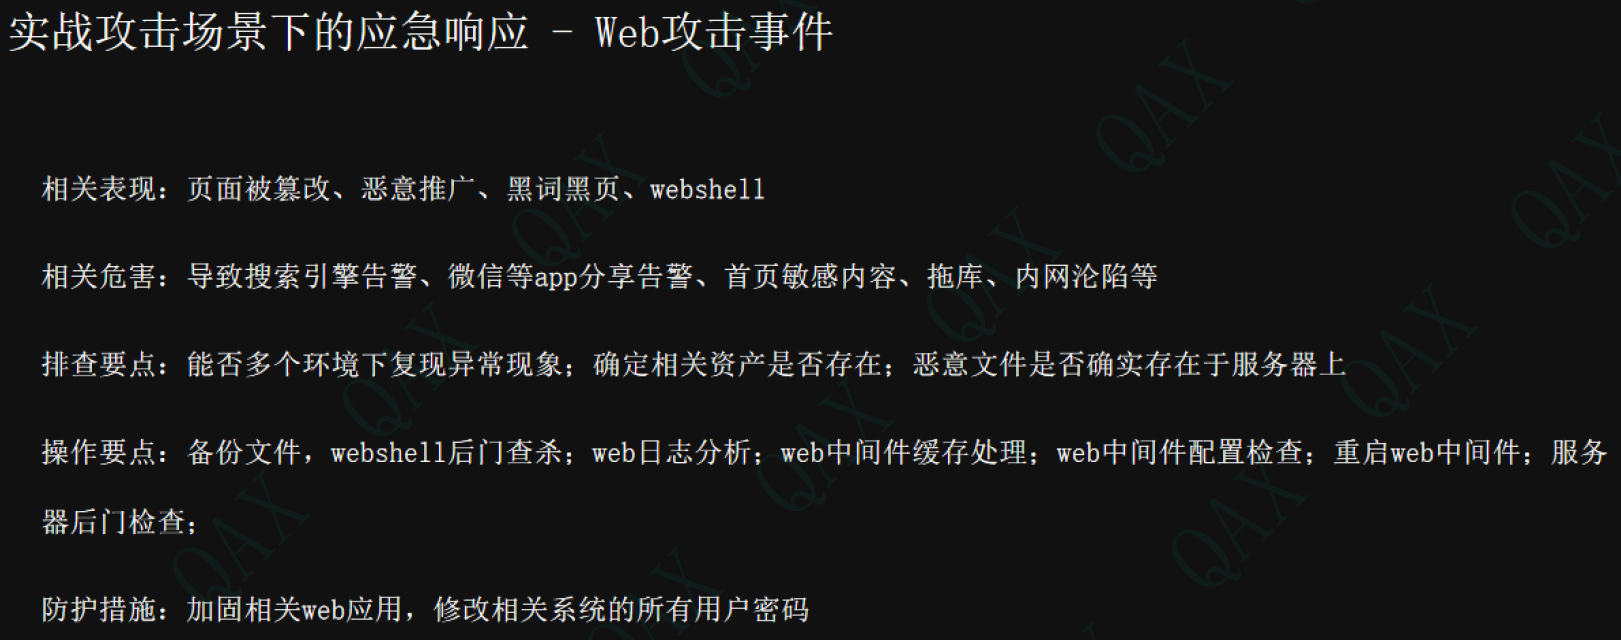 实战攻击场景下的应急响应 - Web攻击事件
相关表现：页面被篡改、恶意推广、黑词黑页、webshell
相关危害：导致搜索引擎告警、微信等app分享告警、首页敏感内容、拖库、内网沦陷等
排查要点：能否多个环境下复现异常现象；确定相关资产是否存在；恶意文件是否确实存在于服务器上
操作要点：备份文件，webshell后门查杀；web日志分析；web中间件缓存处理；web中间件配置检查；重启web中间件；服务
器后门检查；
防护措施：加固相关web应用，修改相关系统的所有用户密码
QAX
QAX
QAX
QAX
QAX
QAX
QAX
QAX
QAX
QAX
QAX